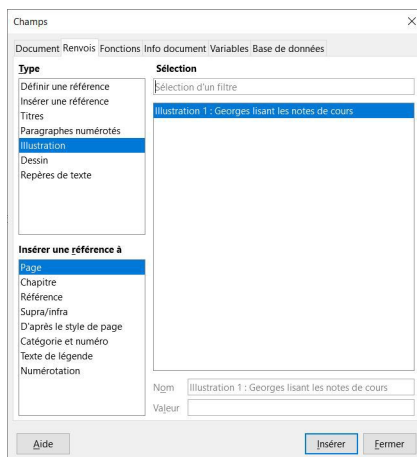 Champs
Document Renvois Fonctions Info document Variables Base de données
Type
Définir une référence
Insérer une référence
Titres
Paragraphes numérotés
Illustration
Dessin
Repères de texte
Sélection
Sélection d'un filtre
Illustration 1 : Georges lisant les notes de cours
Insérer une référence à
Page
Chapitre
Référence
Supra/infra
D'après le style de page
Catégorie et numéro
Texte de légende
Numérotation
Nom Illustration 1 : Georges lisant les notes de cours
Valeur
Aide Insérer Fermer